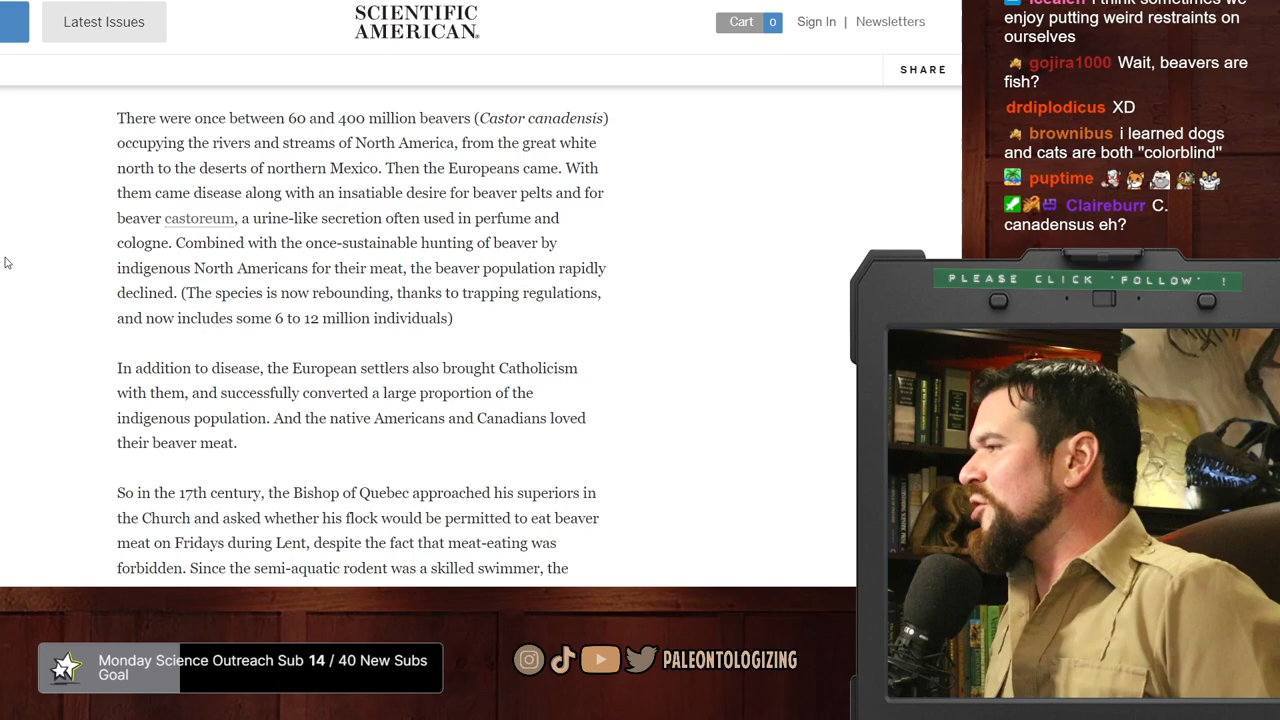 Latest Issues
SCIENTIFIC
AMERICAN®
Cart 0 Sign In | Newsletters
SHARE
There were once between 60 and 400 million beavers (Castor canadensis)
occupying the rivers and streams of North America, from the great white
north to the deserts of northern Mexico. Then the Europeans came. With
them came disease along with an insatiable desire for beaver pelts and for
beaver castoreum, a urine-like secretion often used in perfume and
cologne. Combined with the once-sustainable hunting of beaver by
indigenous North Americans for their meat, the beaver population rapidly
declined. (The species is now rebounding, thanks to trapping regulations,
and now includes some 6 to 12 million individuals)
In addition to disease, the European settlers also brought Catholicism
with them, and successfully converted a large proportion of the
indigenous population. And the native Americans and Canadians loved
their beaver meat.
So in the 17th century, the Bishop of Quebec approached his superiors in
the Church and asked whether his flock would be permitted to eat beaver
meat on Fridays during Lent, despite the fact that meat-eating was
forbidden. Since the semi-aquatic rodent was a skilled swimmer, the
enjoy putting weird restraints on
ourselves
gojira1000 Wait, beavers are
fish?
drdiplodicus XD
brownibus i learned dogs
and cats are both "colorblind"
puptime
Claireburr C.
canadensus eh?
PLEASE CLICK 'FOLLOW' !
Monday Science Outreach Sub 14 / 40 New Subs
Goal
PALEONTOLOGIZING